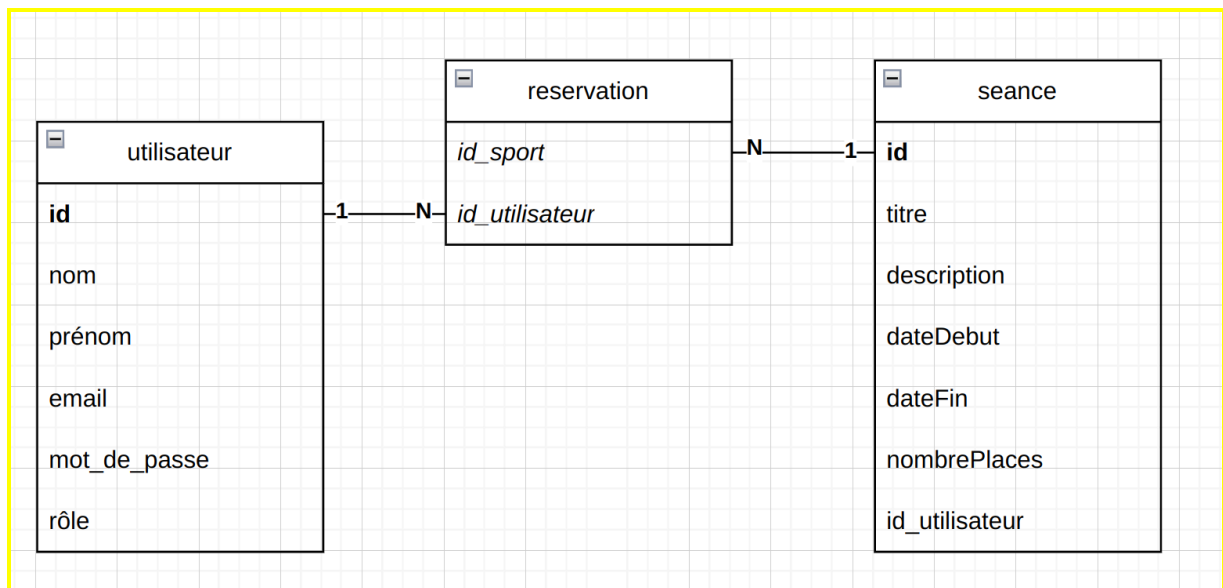 utilisateur
id
nom
prénom
email
mot_de_passe
rôle
1
N
reservation
id_sport
id_utilisateur
N
1
seance
id
titre
description
dateDebut
dateFin
nombrePlaces
id_utilisateur